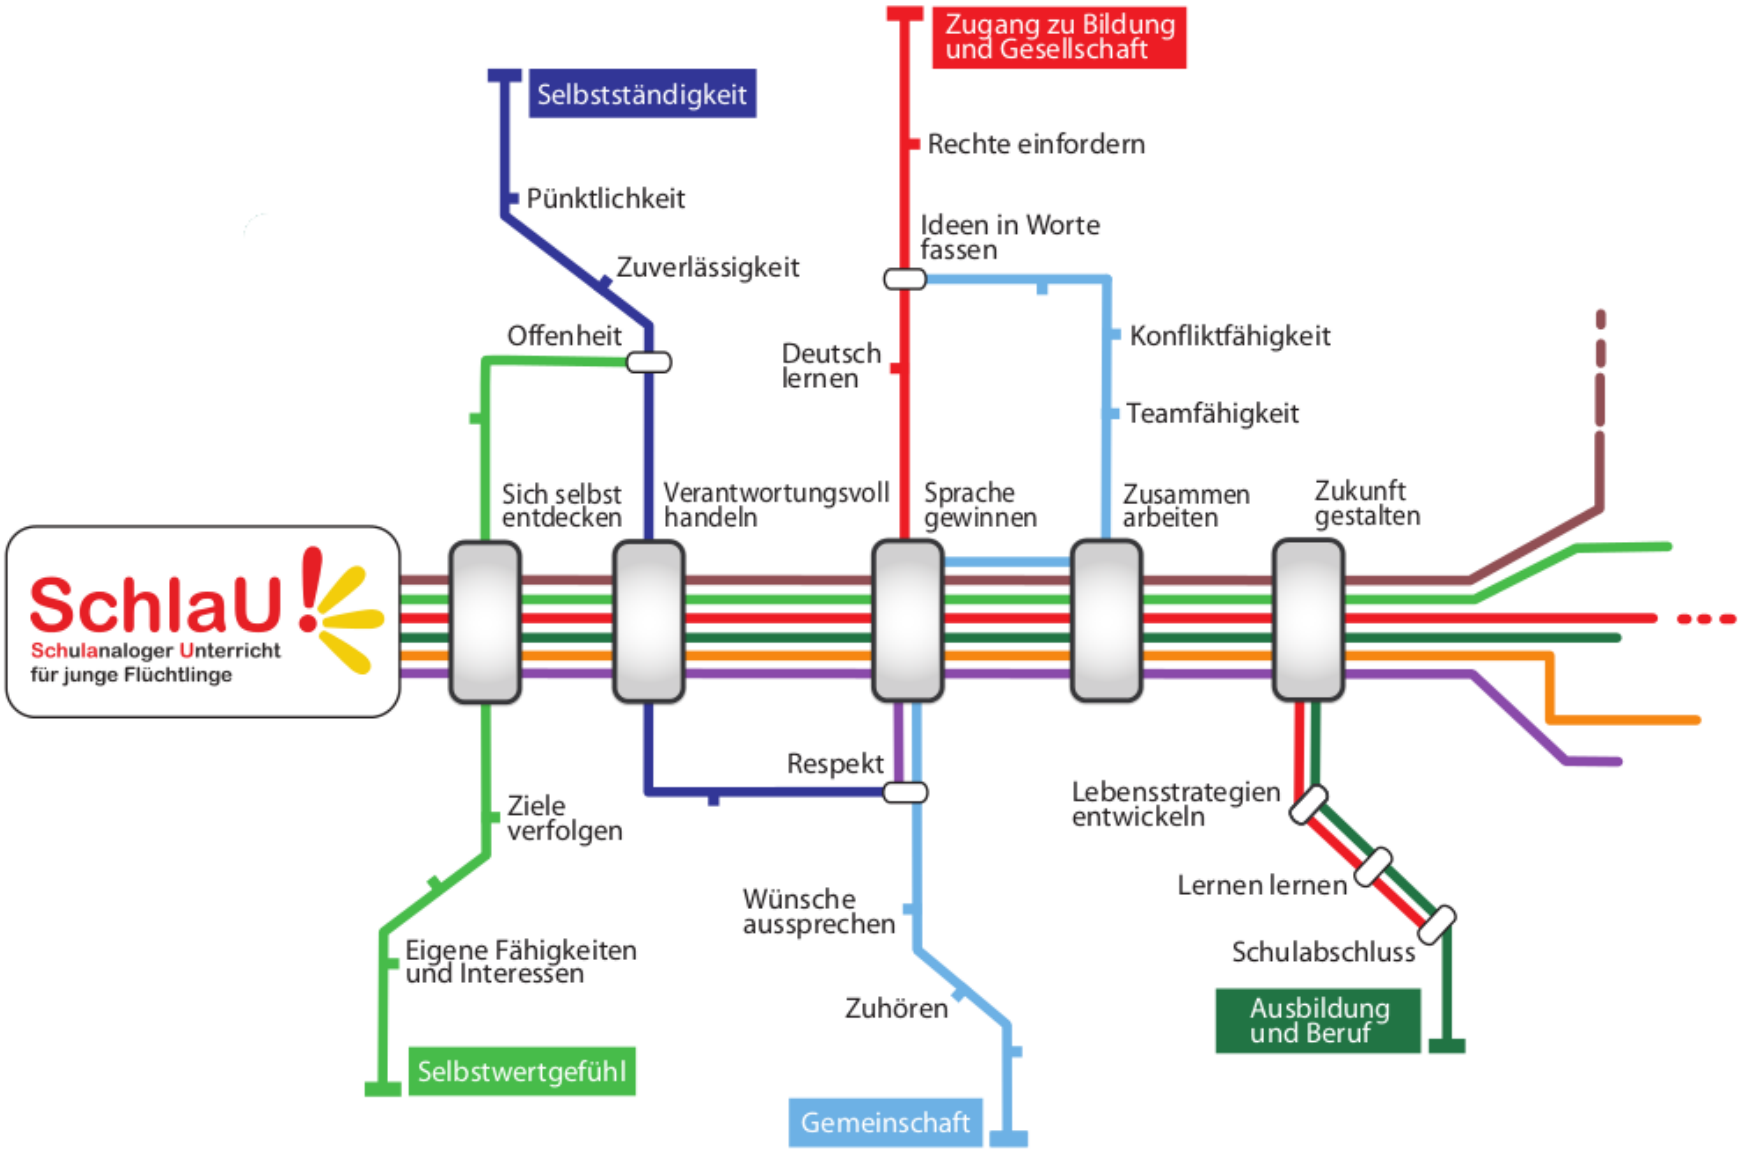 Zugang zu Bildung
und Gesellschaft
Selbstständigkeit
Rechte einfordern
Pünktlichkeit
Ideen in Worte
fassen
Zuverlässigkeit
Offenheit
Konfliktfähigkeit
Deutsch
lernen
Teamfähigkeit
Sich selbst
entdecken
Verantwortungsvoll
handeln
Sprache
gewinnen
Zusammen
arbeiten
Zukunft
gestalten
SchlaU!
Schulanaloger Unterricht
für junge Flüchtlinge
Respekt
Ziele
verfolgen
Lebensstrategien
entwickeln
Wünsche
aussprechen
Lernen lernen
Eigene Fähigkeiten
und Interessen
Schulabschluss
Zuhören
Ausbildung
und Beruf
Selbstwertgefühl
Gemeinschaft